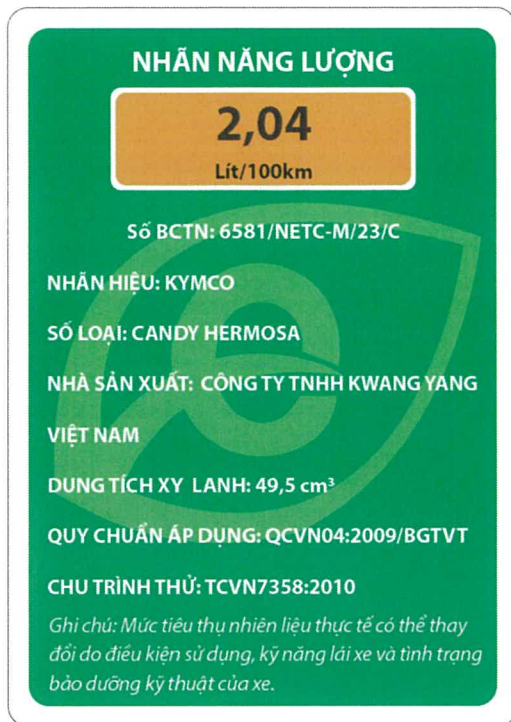 NHÃN NĂNG LƯỢNG
2,04
Lít/100km
Số BCTN: 6581/NETC-M/23/C
NHÃN HIỆU: KYMCO
SỐ LOẠI: CANDY HERMOSA
NHÀ SẢN XUẤT: CÔNG TY TNHH KWANG YANG
VIỆT NAM
DUNG TÍCH XY LANH: 49,5 cm³
QUY CHUẨN ÁP DỤNG: QCVN04:2009/BGTVT
CHU TRÌNH THỬ: TCVN7358:2010
Ghi chú: Mức tiêu thụ nhiên liệu thực tế có thể thay
đổi do điều kiện sử dụng, kỹ năng lái xe và tình trạng
bảo dưỡng kỹ thuật của xe.